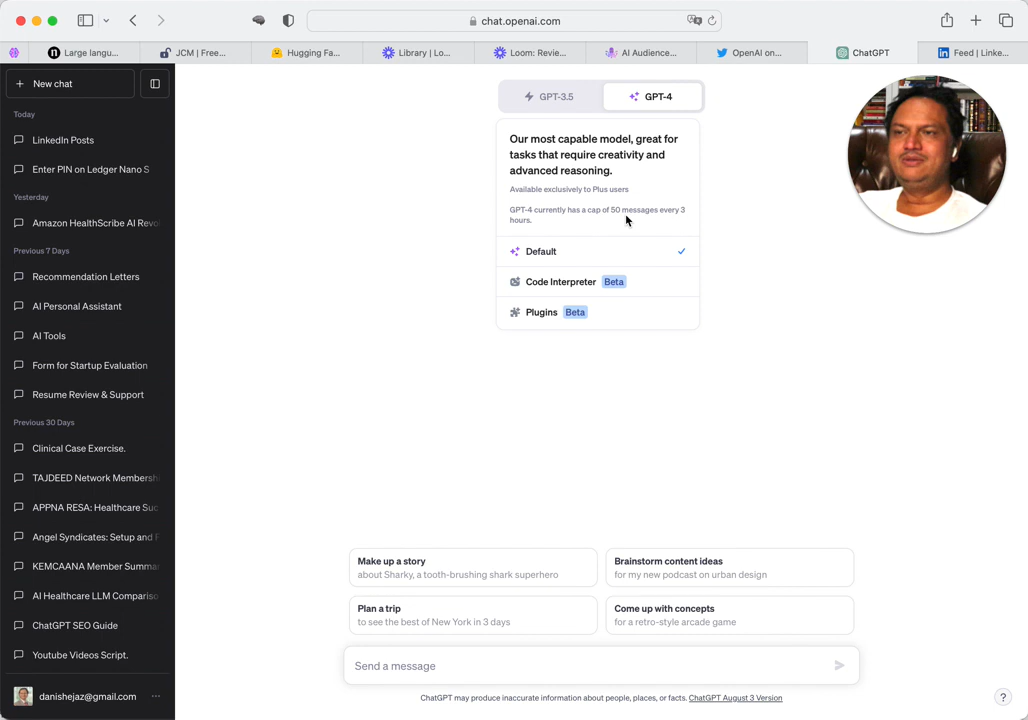 chat.openai.com
Large langu...
JCM | Free...
Hugging Fa...
Library | Lo...
Loom: Revie...
AI Audience...
OpenAI on...
ChatGPT
Feed | Linke...
New chat
Today
LinkedIn Posts
Enter PIN on Ledger Nano S
Yesterday
Amazon HealthScribe AI Revo
Previous 7 Days
Recommendation Letters
AI Personal Assistant
AI Tools
Form for Startup Evaluation
Resume Review & Support
Previous 30 Days
Clinical Case Exercise.
TAJDEED Network Membersh
APPNA RESA: Healthcare Suc
Angel Syndicates: Setup and F
KEMCAANA Member Summar
AI Healthcare LLM Compariso
ChatGPT SEO Guide
Youtube Videos Script.
danishejaz@gmail.com
GPT-3.5
GPT-4
Our most capable model, great for
tasks that require creativity and
advanced reasoning.
Available exclusively to Plus users
GPT-4 currently has a cap of 50 messages every 3
hours.
Default
Code Interpreter Beta
Plugins Beta
Make up a story
about Sharky, a tooth-brushing shark superhero
Brainstorm content ideas
for my new podcast on urban design
Plan a trip
to see the best of New York in 3 days
Come up with concepts
for a retro-style arcade game
Send a message
ChatGPT may produce inaccurate information about people, places, or facts. ChatGPT August 3 Version
?